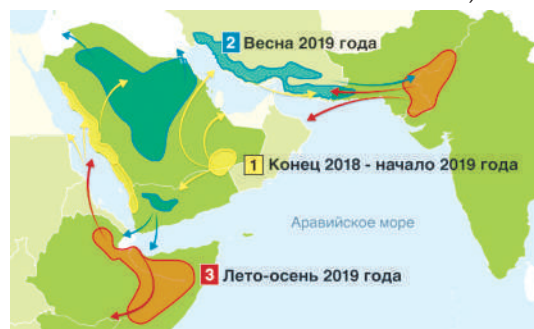 2 Весна 2019 года
1 Конец 2018 - начало 2019 года
Аравийское море
3 Лето-осень 2019 года